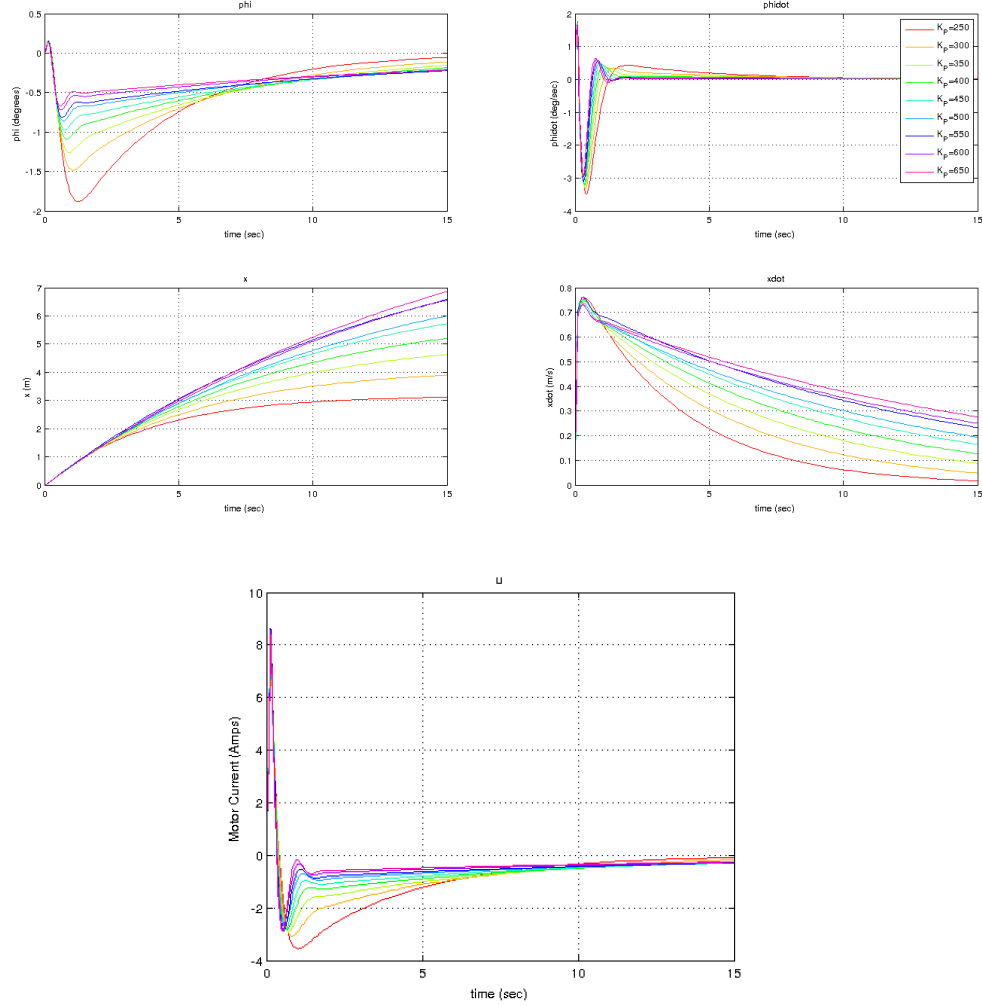 phi
0.5
0
-0.5
-1
-1.5
-2
phi (degrees)
0 5 10 15
time (sec)
phidot
2
1
0
-1
-2
-3
-4
phidot (deg/sec)
0 5 10 15
time (sec)
K_P=250
K_P=300
K_P=350
K_P=400
K_P=450
K_P=500
K_P=550
K_P=600
K_P=650
x
7
6
5
4
3
2
1
0
x (m)
0 5 10 15
time (sec)
xdot
0.8
0.7
0.6
0.5
0.4
0.3
0.2
0.1
0
xdot (m/s)
0 5 10 15
time (sec)
u
10
8
6
4
2
0
-2
-4
Motor Current (Amps)
0 5 10 15
time (sec)